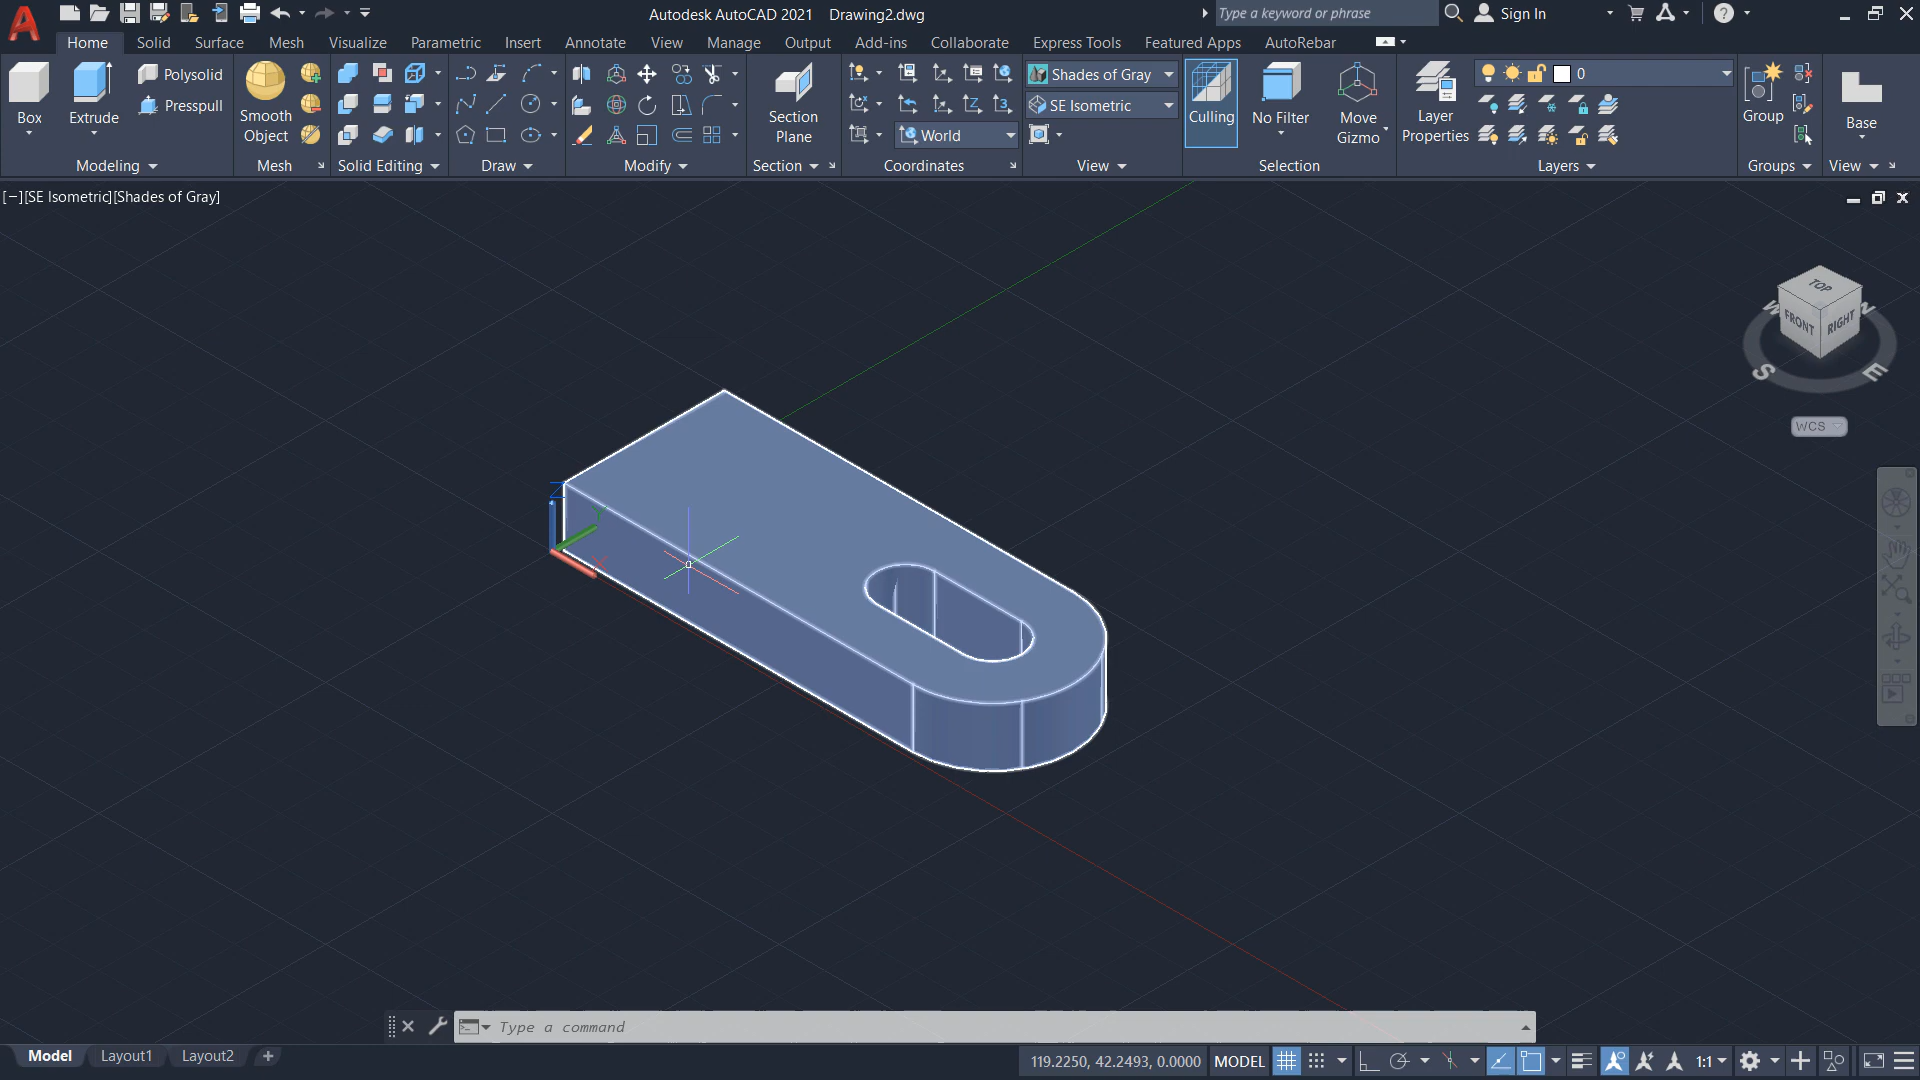 Autodesk AutoCAD 2021 Drawing2.dwg
Type a keyword or phrase
Sign In
Home Solid Surface Mesh Visualize Parametric Insert Annotate View Manage Output Add-ins Collaborate Express Tools Featured Apps AutoRebar
Box
Extrude
Polysolid
Presspull
Modeling
Smooth
Object
Mesh
Solid Editing
Draw
Modify
Section
Plane
Section
World
Coordinates
Shades of Gray
SE Isometric
View
Culling
No Filter
Move
Gizmo
Selection
Layer
Properties
0
Layers
Group
Groups
Base
View
[−][SE Isometric][Shades of Gray]
TOP
FRONT
RIGHT
W
N
S
E
WCS
Z
Y
X
Type a command
Model
Layout1
Layout2
119.2250, 42.2493, 0.0000
MODEL
1:1